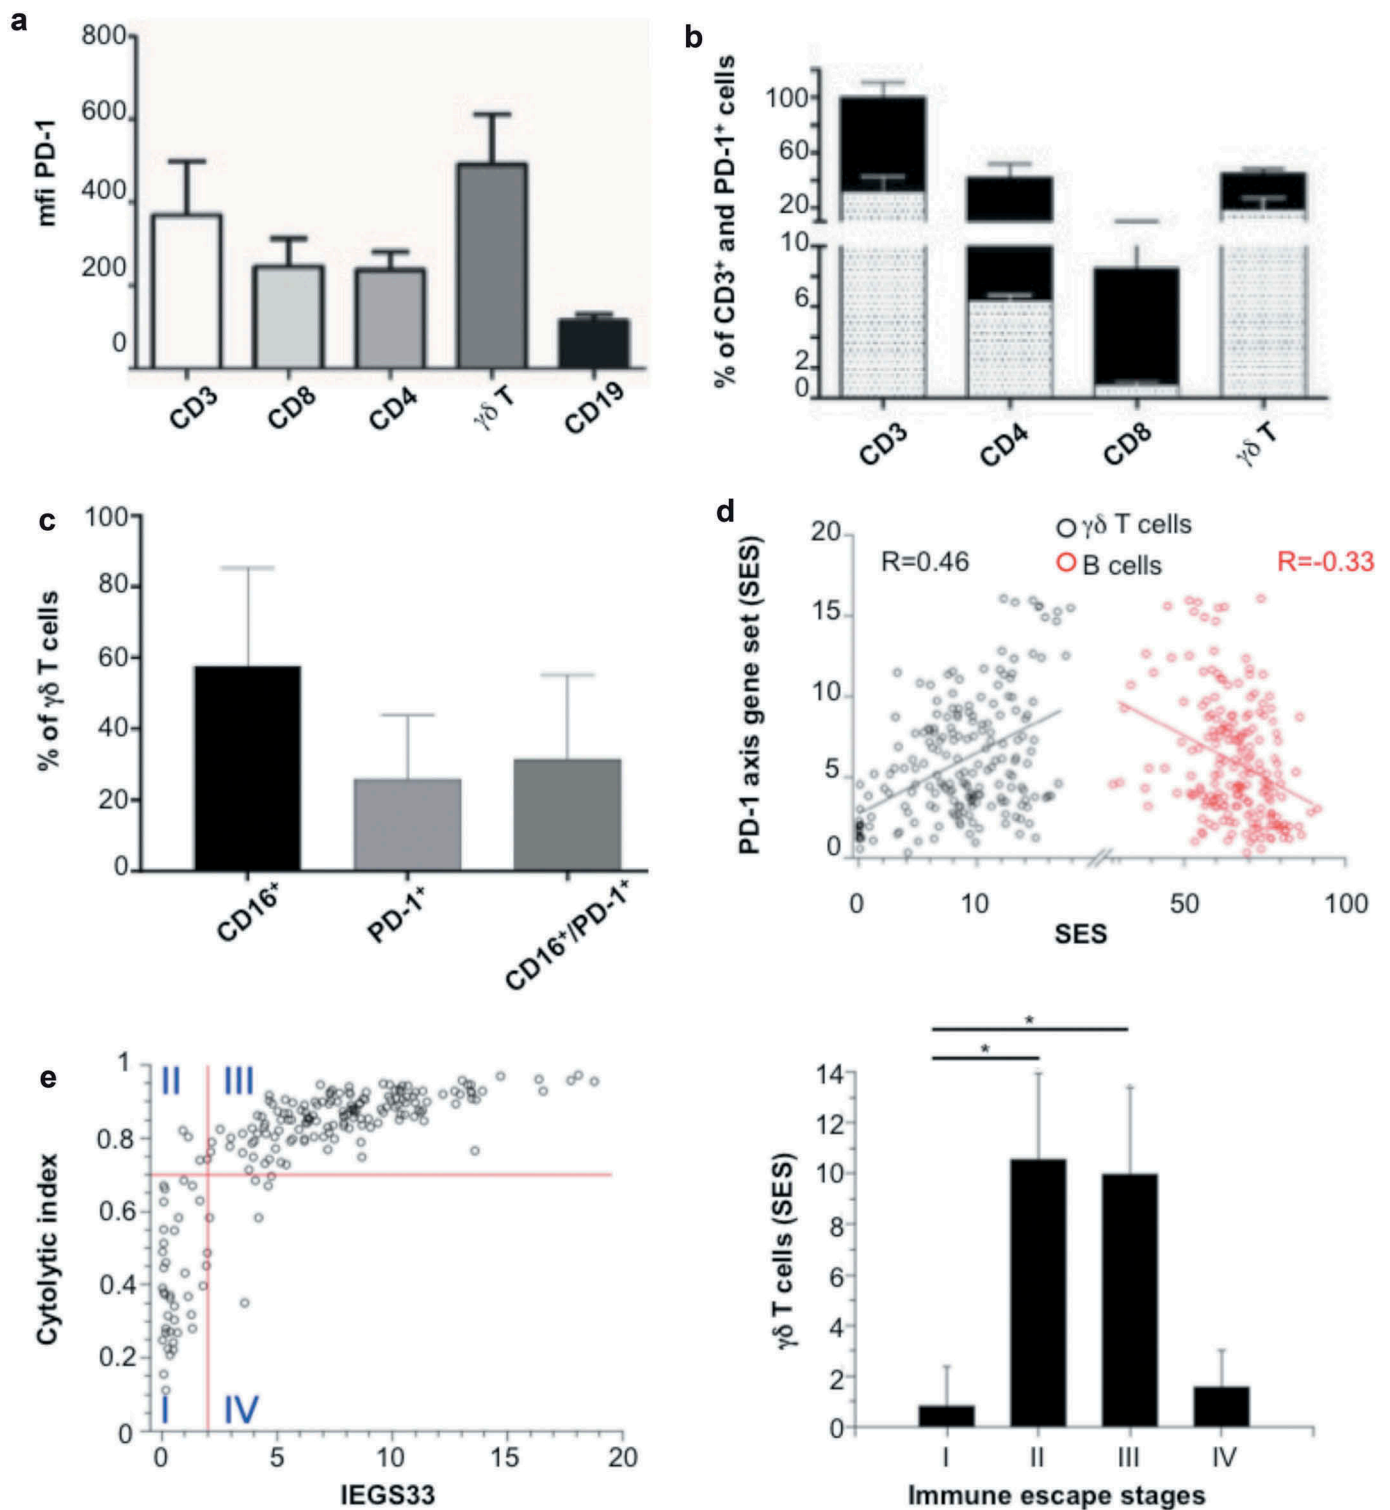 a
800
600
400
200
0
mfi PD-1
CD3
CD8
CD4
γδ T
CD19
b
100
60
20
10
6
2
0
% of CD3⁺ and PD-1⁺ cells
CD3
CD4
CD8
γδ T
c
100
80
60
40
20
0
% of γδ T cells
CD16⁺
PD-1⁺
CD16⁺/PD-1⁺
d
γδ T cells
B cells
R=0.46
R=-0.33
20
15
10
5
0
PD-1 axis gene set (SES)
0 10 50 100
SES
e
II III
I IV
1
0.8
0.6
0.4
0.2
0
Cytolytic index
0 5 10 15 20
IEGS33
*
*
14
12
10
8
6
4
2
0
γδ T cells (SES)
I II III IV
Immune escape stages